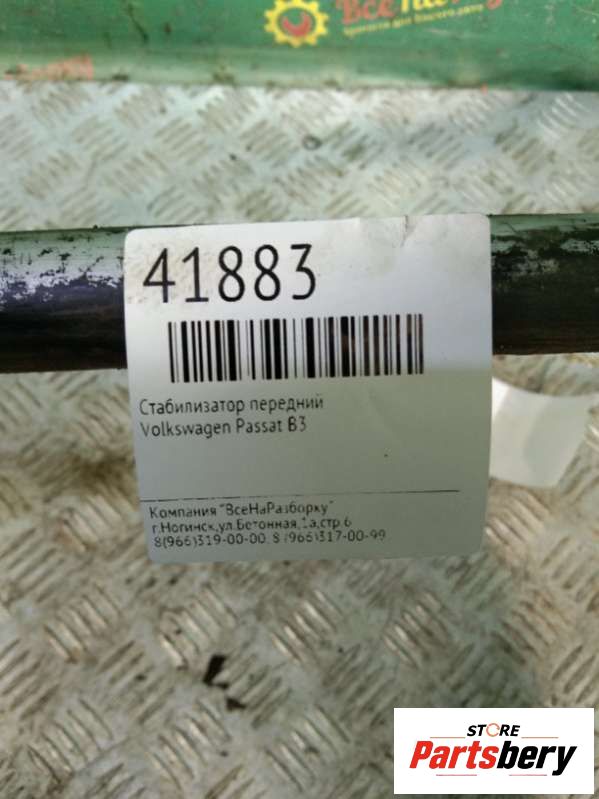 ВсеНаРазборку
41883
Стабилизатор передний
Volkswagen Passat B3
Компания "ВсеНаРазборку"
г.Ногинск,ул.Бетонная,1а,стр.6
8(966)319-00-00, 8 (966)317-00-99
STORE
Partsbery